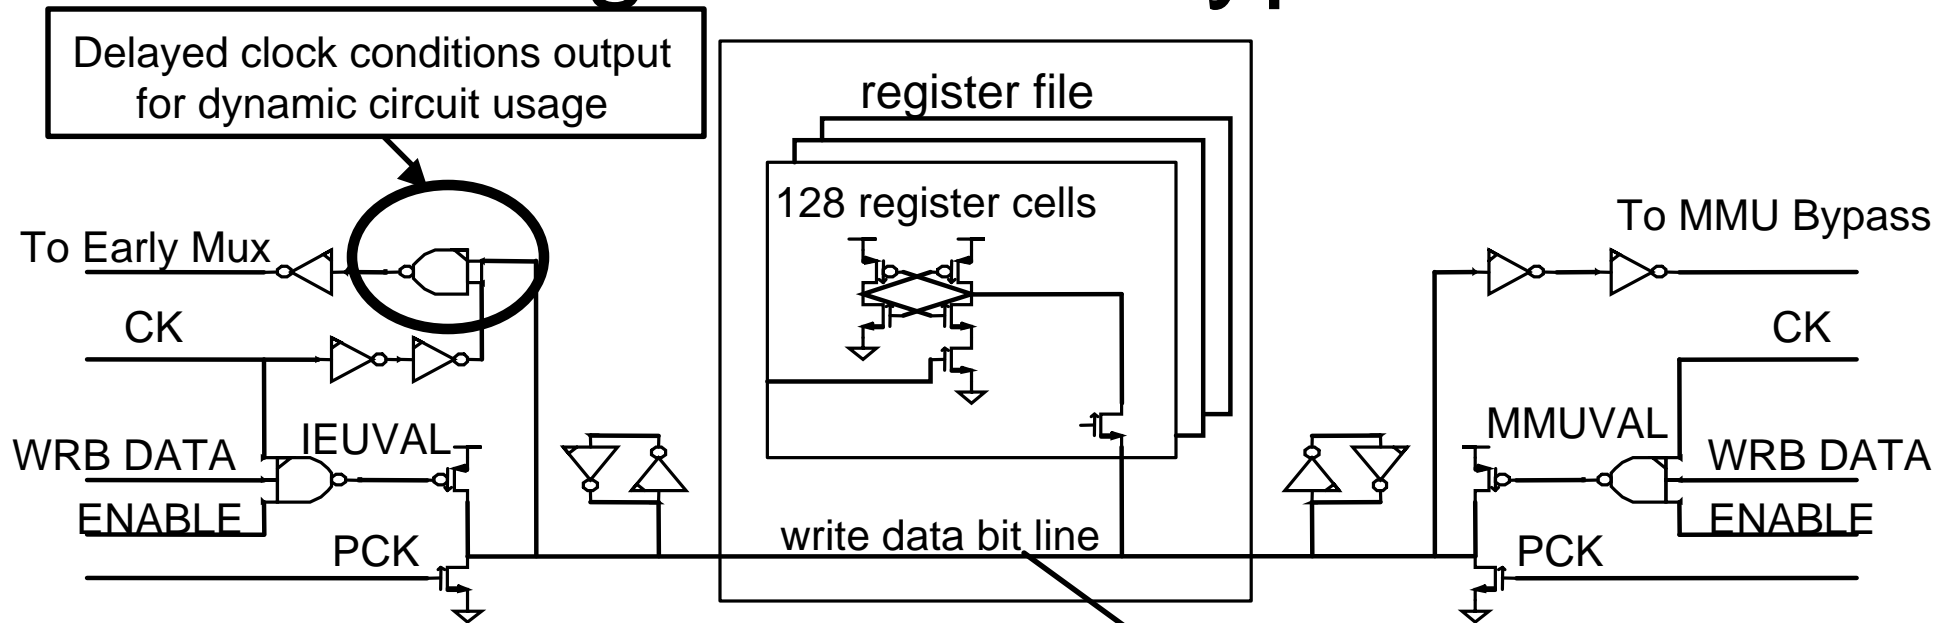 Delayed clock conditions output
for dynamic circuit usage
register file
128 register cells
To Early Mux
To MMU Bypass
CK
CK
IEUVAL
MMUVAL
WRB DATA
WRB DATA
ENABLE
ENABLE
write data bit line
PCK
PCK